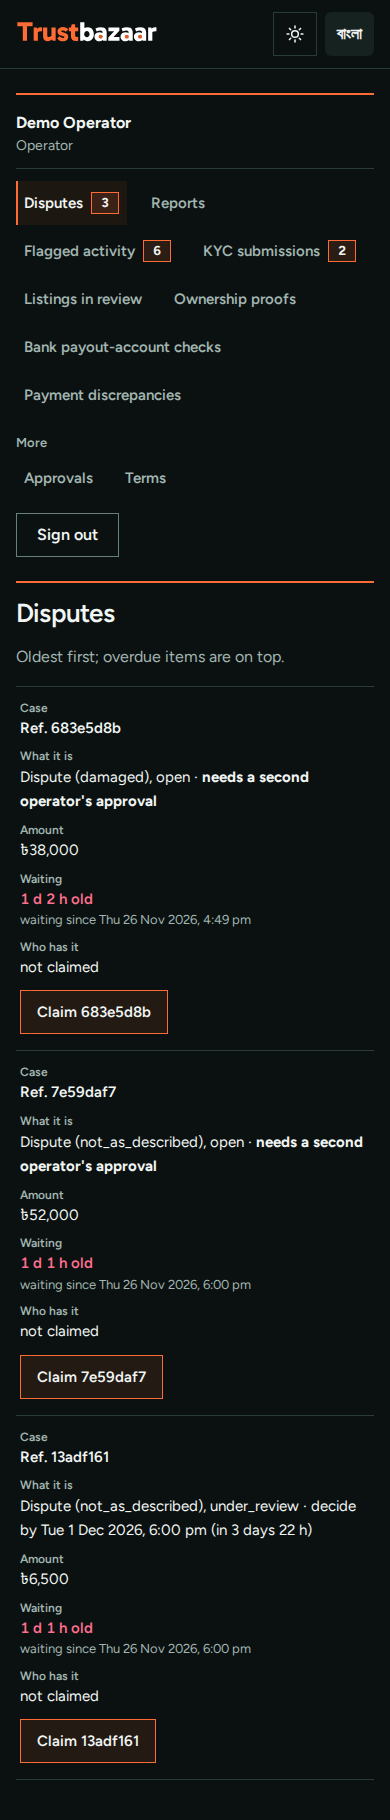 Trustbazaar
বাংলা
Demo Operator
Operator
Disputes 3
Reports
Flagged activity 6
KYC submissions 2
Listings in review
Ownership proofs
Bank payout-account checks
Payment discrepancies
More
Approvals
Terms
Sign out
Disputes
Oldest first; overdue items are on top.
Case
Ref. 683e5d8b
What it is
Dispute (damaged), open · needs a second
operator's approval
Amount
৳38,000
Waiting
1 d 2 h old
waiting since Thu 26 Nov 2026, 4:49 pm
Who has it
not claimed
Claim 683e5d8b
Case
Ref. 7e59daf7
What it is
Dispute (not_as_described), open · needs a second
operator's approval
Amount
৳52,000
Waiting
1 d 1 h old
waiting since Thu 26 Nov 2026, 6:00 pm
Who has it
not claimed
Claim 7e59daf7
Case
Ref. 13adf161
What it is
Dispute (not_as_described), under_review · decide
by Tue 1 Dec 2026, 6:00 pm (in 3 days 22 h)
Amount
৳6,500
Waiting
1 d 1 h old
waiting since Thu 26 Nov 2026, 6:00 pm
Who has it
not claimed
Claim 13adf161